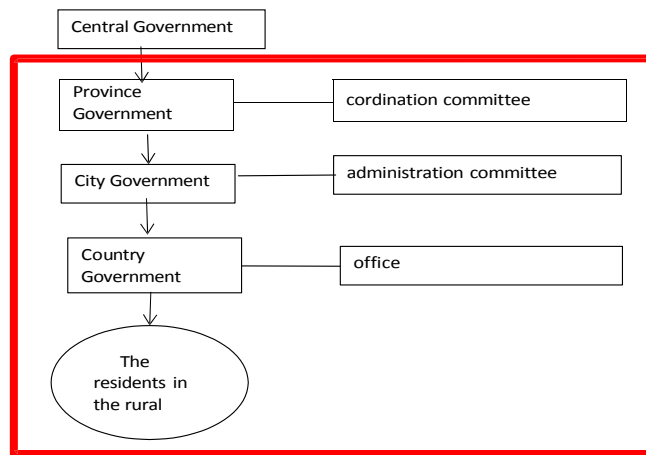 Central Government
Province
Government
cordination committee
City Government
administration committee
Country
Government
office
The
residents in
the rural